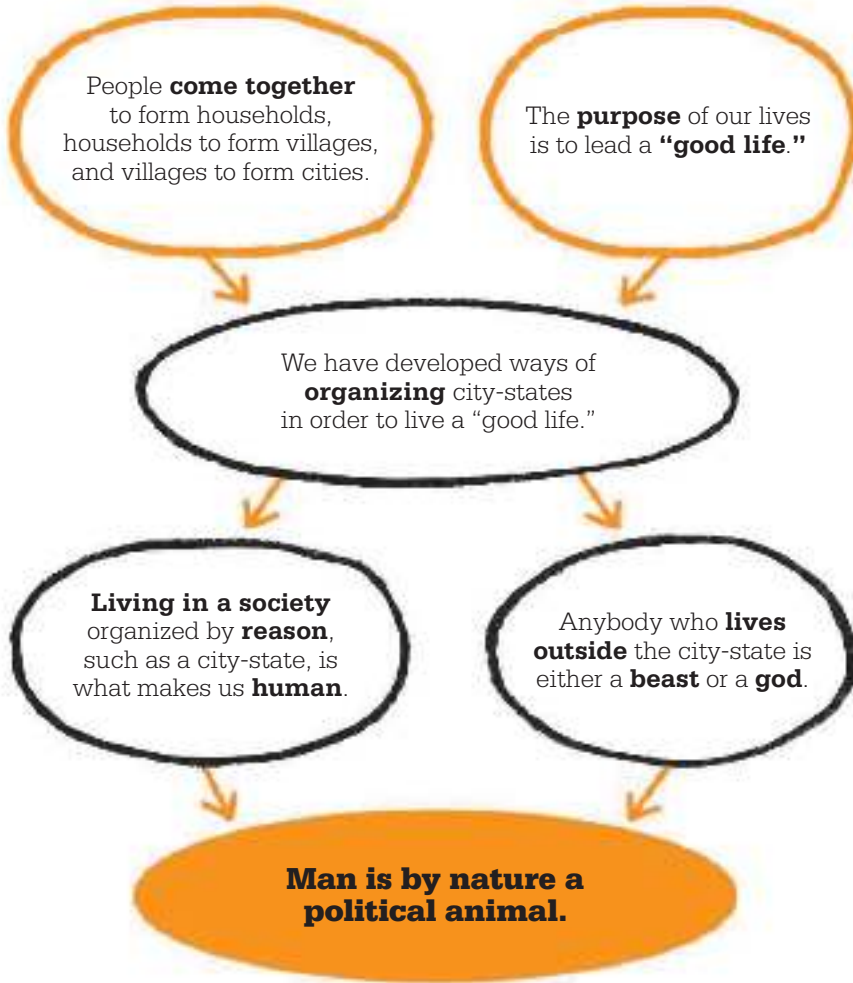 People come together
to form households,
households to form villages,
and villages to form cities.
The purpose of our lives
is to lead a “good life.”
We have developed ways of
organizing city-states
in order to live a “good life.”
Living in a society
organized by reason,
such as a city-state, is
what makes us human.
Anybody who lives
outside the city-state is
either a beast or a god.
Man is by nature a
political animal.